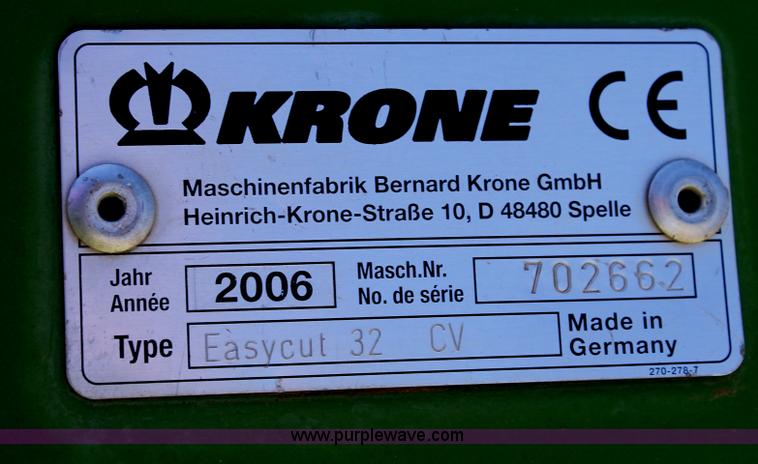 KRONE CE
Maschinenfabrik Bernard Krone GmbH
Heinrich-Krone-Straße 10, D 48480 Spelle
Jahr
Année
2006
Masch.Nr.
No. de série
702662
Type
Easycut 32 CV
Made in
Germany
270-278-7
www.purplewave.com